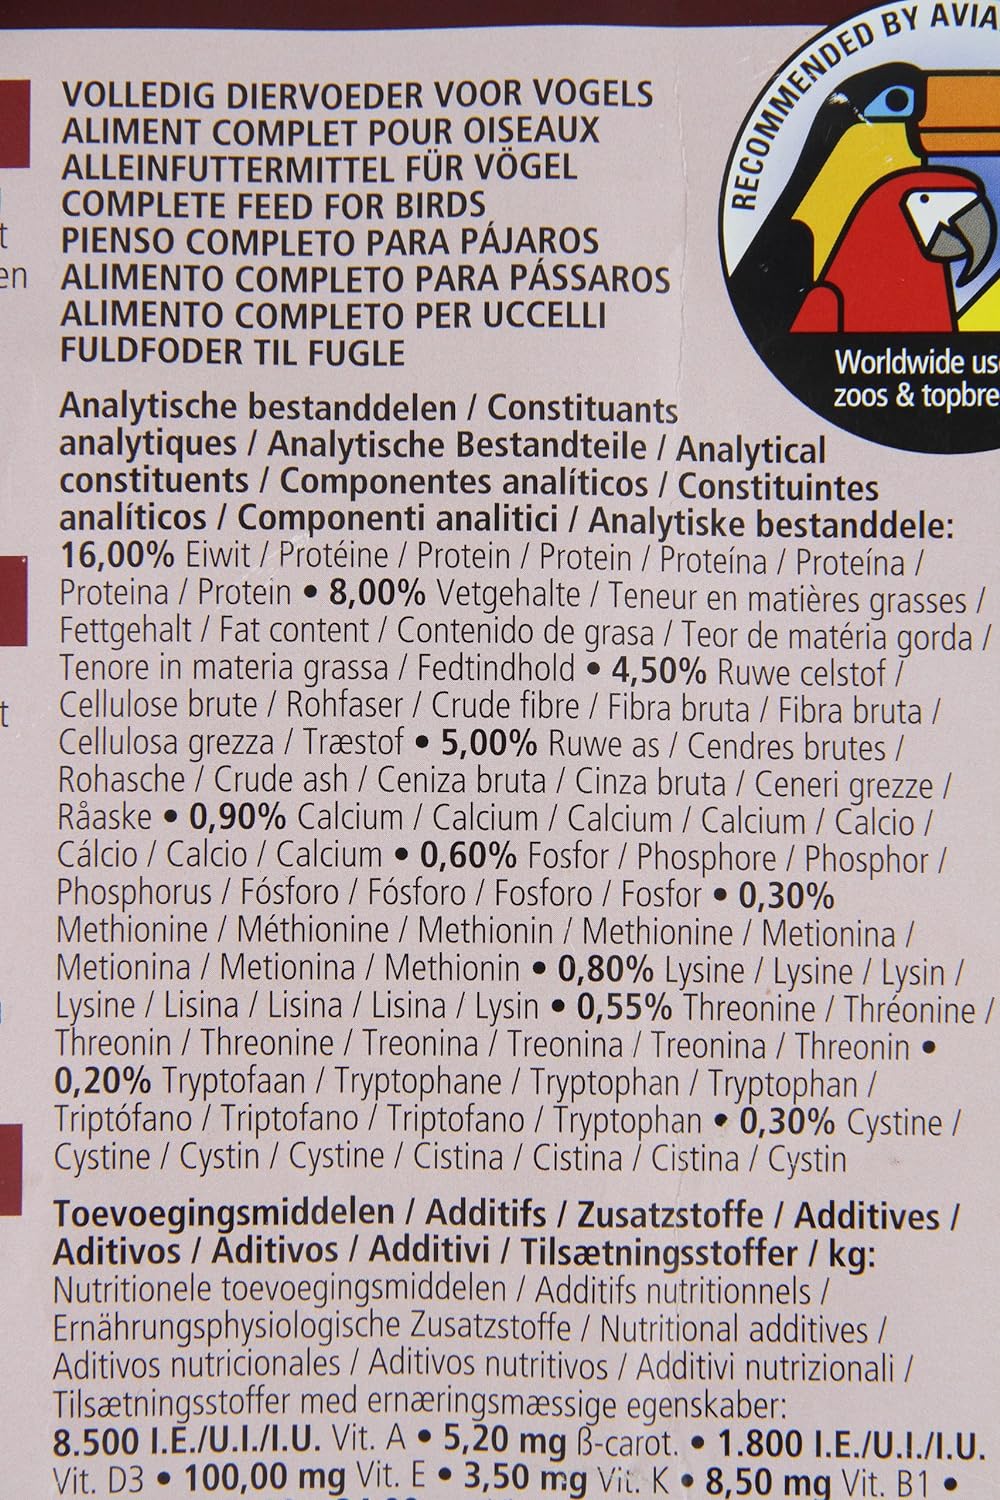 RECOMMENDED BY
VOLLEDIG DIERVOEDER VOOR VOGELS
ALIMENT COMPLET POUR OISEAUX
ALLEINFUTTERMITTEL FÜR VÖGEL
COMPLETE FEED FOR BIRDS
PIENSO COMPLETO PARA PÁJAROS
ALIMENTO COMPLETO PARA PÁSSAROS
ALIMENTO COMPLETO PER UCCELLI
FULDFODER TIL FUGLE
Worldwide
zoos &
Analytische bestanddelen / Constituants
analytiques / Analytische Bestandteile / Analytical
constituents / Componentes analíticos / Constituintes
analíticos / Componenti analitici / Analytiske bestanddele:
16,00% Eiwit / Protéine / Protein / Protein / Proteína / Proteína /
Proteina / Protein • 8,00% Vetgehalte / Teneur en matières grasses /
Fettgehalt / Fat content / Contenido de grasa / Teor de matéria gorda /
Tenore in materia grassa / Fedtindhold • 4,50% Ruwe celstof /
Cellulose brute / Rohfaser / Crude fibre / Fibra bruta / Fibra bruta /
Cellulosa grezza / Træstof • 5,00% Ruwe as / Cendres brutes /
Rohasche / Crude ash / Ceniza bruta / Cinza bruta / Ceneri grezze /
Råaske • 0,90% Calcium / Calcium / Calcium / Calcium / Calcio /
Cálcio / Calcio / Calcium • 0,60% Fosfor / Phosphore / Phosphor /
Phosphorus / Fósforo / Fósforo / Fosforo / Fosfor • 0,30%
Methionine / Méthionine / Methionin / Methionine / Metionina /
Metionina / Metionina / Methionin • 0,80% Lysine / Lysine / Lysin /
Lysine / Lisina / Lisina / Lisina / Lysin • 0,55% Threonine / Thréonine /
Threonin / Threonine / Treonina / Treonina / Treonina / Threonin •
0,20% Tryptofaan / Tryptophane / Tryptophan / Tryptophan /
Triptófano / Triptofano / Triptofano / Tryptophan • 0,30% Cystine /
Cystine / Cystin / Cystine / Cistina / Cistina / Cistina / Cystin
Toevoegingsmiddelen / Additifs / Zusatzstoffe / Additives /
Aditivos / Aditivos / Additivi / Tilsætningsstoffer / kg:
Nutritionele toevoegingsmiddelen / Additifs nutritionnels /
Ernährungsphysiologische Zusatzstoffe / Nutritional additives /
Aditivos nutricionales / Aditivos nutritivos / Additivi nutrizionali /
Tilsætningsstoffer med ernæringsmæssige egenskaber:
8.500 I.E./U.I./I.U. Vit. A • 5,20 mg ß-carot. • 1.800 I.E./U.I./I.U.
Vit. D3 • 100,00 mg Vit. E • 3,50 mg Vit. K • 8,50 mg Vit. B1 •